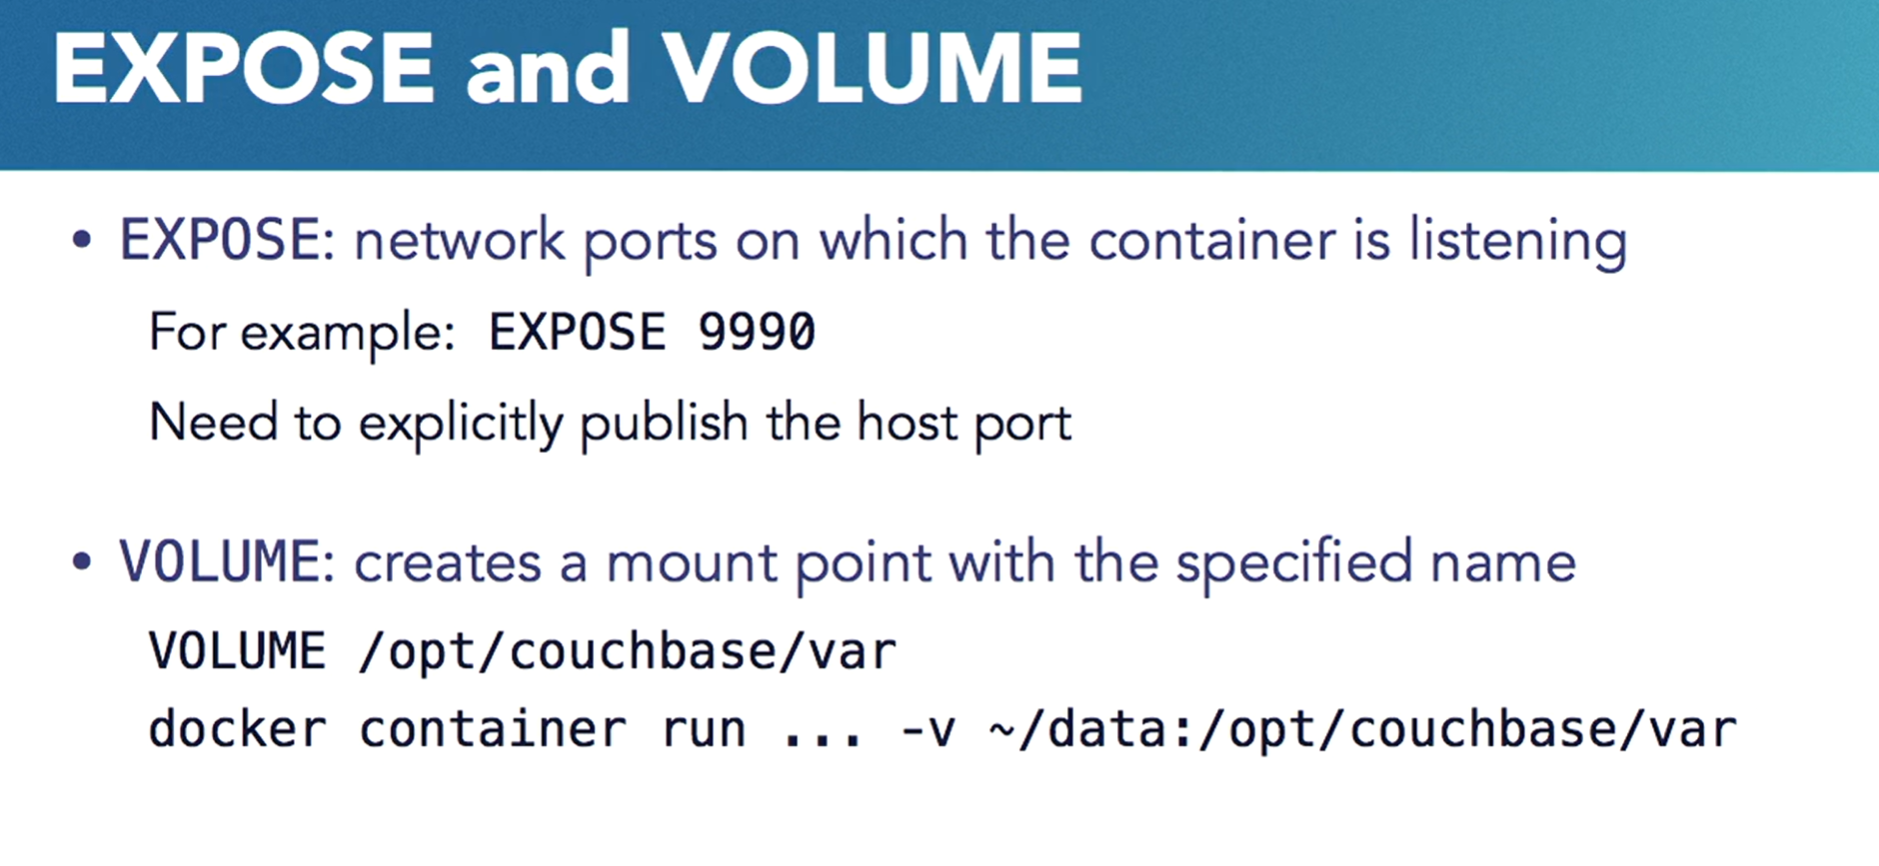 EXPOSE and VOLUME
• EXPOSE: network ports on which the container is listening
For example: EXPOSE 9990
Need to explicitly publish the host port
• VOLUME: creates a mount point with the specified name
VOLUME /opt/couchbase/var
docker container run ... -v ~/data:/opt/couchbase/var